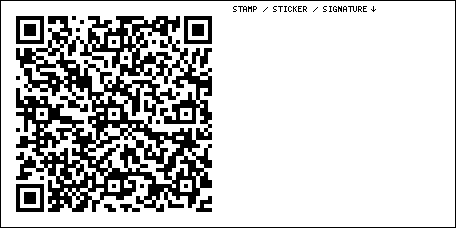 STAMP / STICKER / SIGNATURE ↓